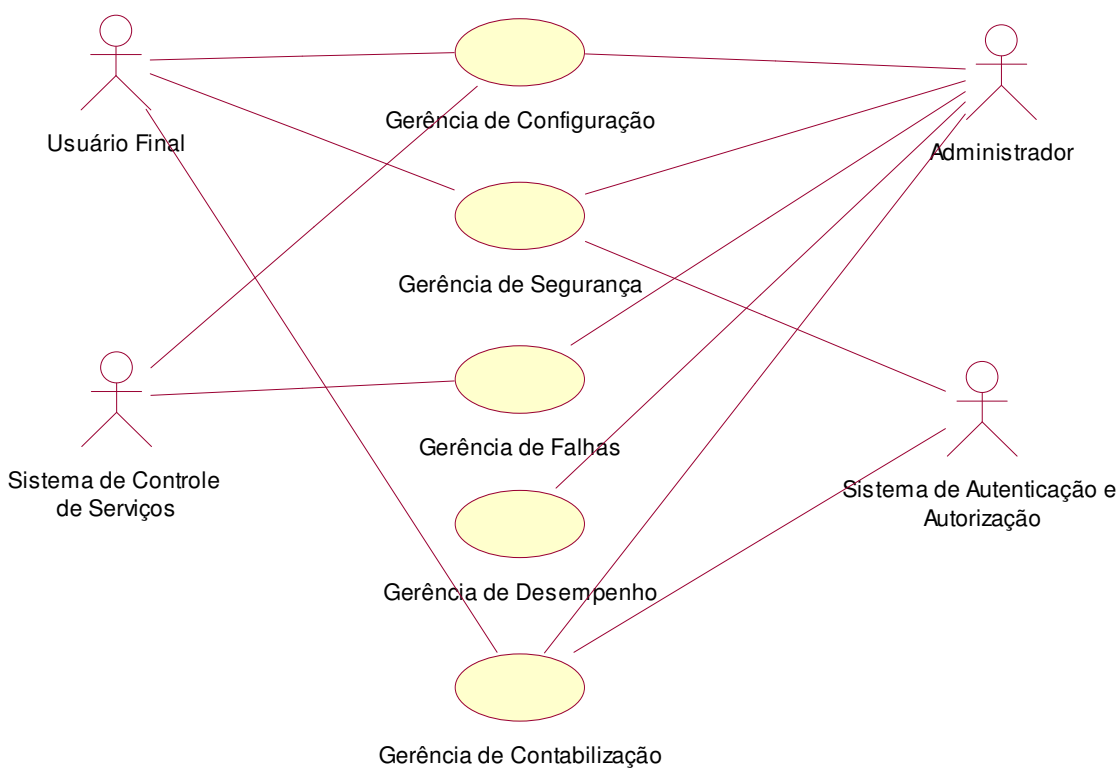 Usuário Final
Gerência de Configuração
Administrador
Gerência de Segurança
Sistema de Controle
de Serviços
Gerência de Falhas
Sistema de Autenticação e
Autorização
Gerência de Desempenho
Gerência de Contabilização